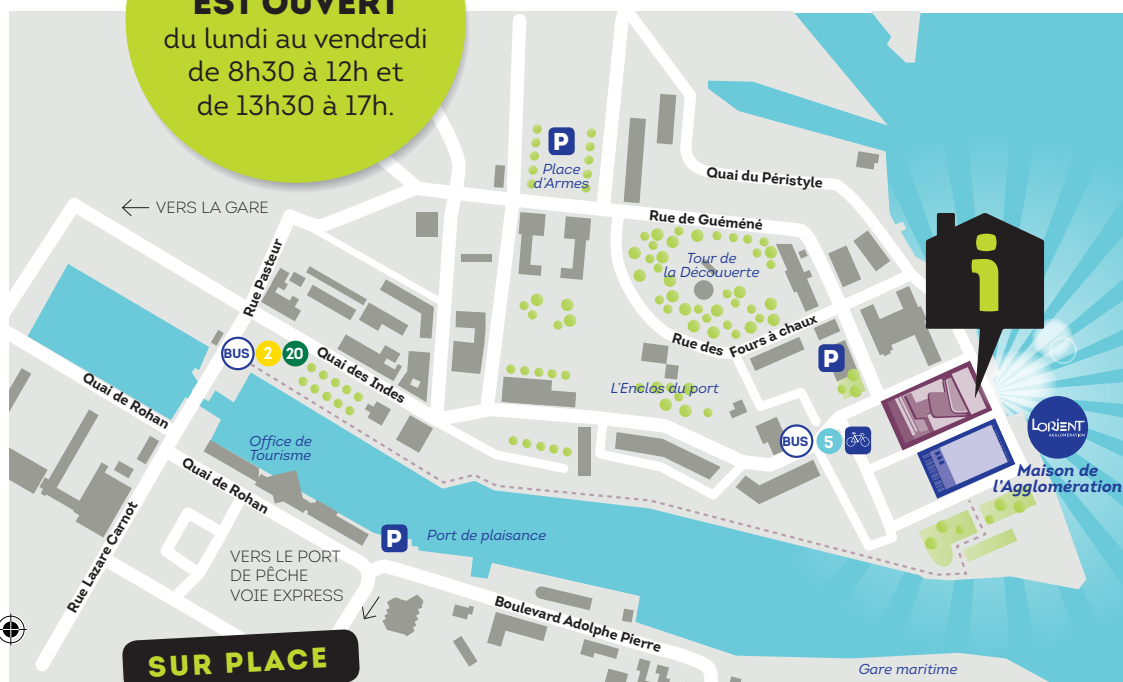 EST OUVERT
du lundi au vendredi
de 8h30 à 12h et
de 13h30 à 17h.
P
Place
d'Armes
Quai du Péristyle
← VERS LA GARE
Rue de Guéméné
Rue Pasteur
Tour de
la Découverte
i
Rue des Fours à chaux
BUS 2 20
Quai des Indes
P
L'Enclos du port
Quai de Rohan
BUS 5
LORIENT
AGGLOMÉRATION
Maison de
l'Agglomération
Office de
Tourisme
Quai de Rohan
Rue Lazare Carnot
P
Port de plaisance
VERS LE PORT
DE PÊCHE
VOIE EXPRESS
Boulevard Adolphe Pierre
SUR PLACE
Gare maritime